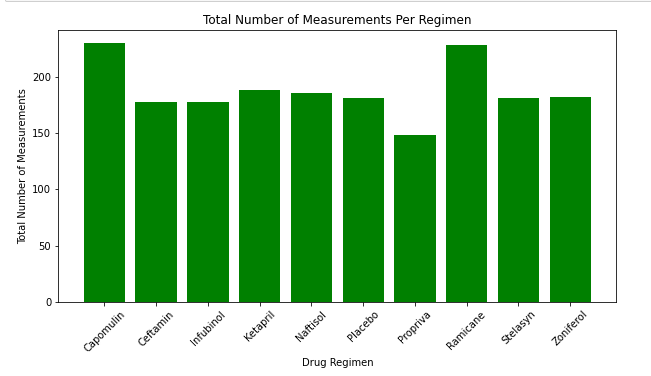 Total Number of Measurements Per Regimen
Total Number of Measurements
200
150
100
50
0
Capomulin
Ceftamin
Infubinol
Ketapril
Naftisol
Placebo
Propriva
Ramicane
Stelasyn
Zoniferol
Drug Regimen